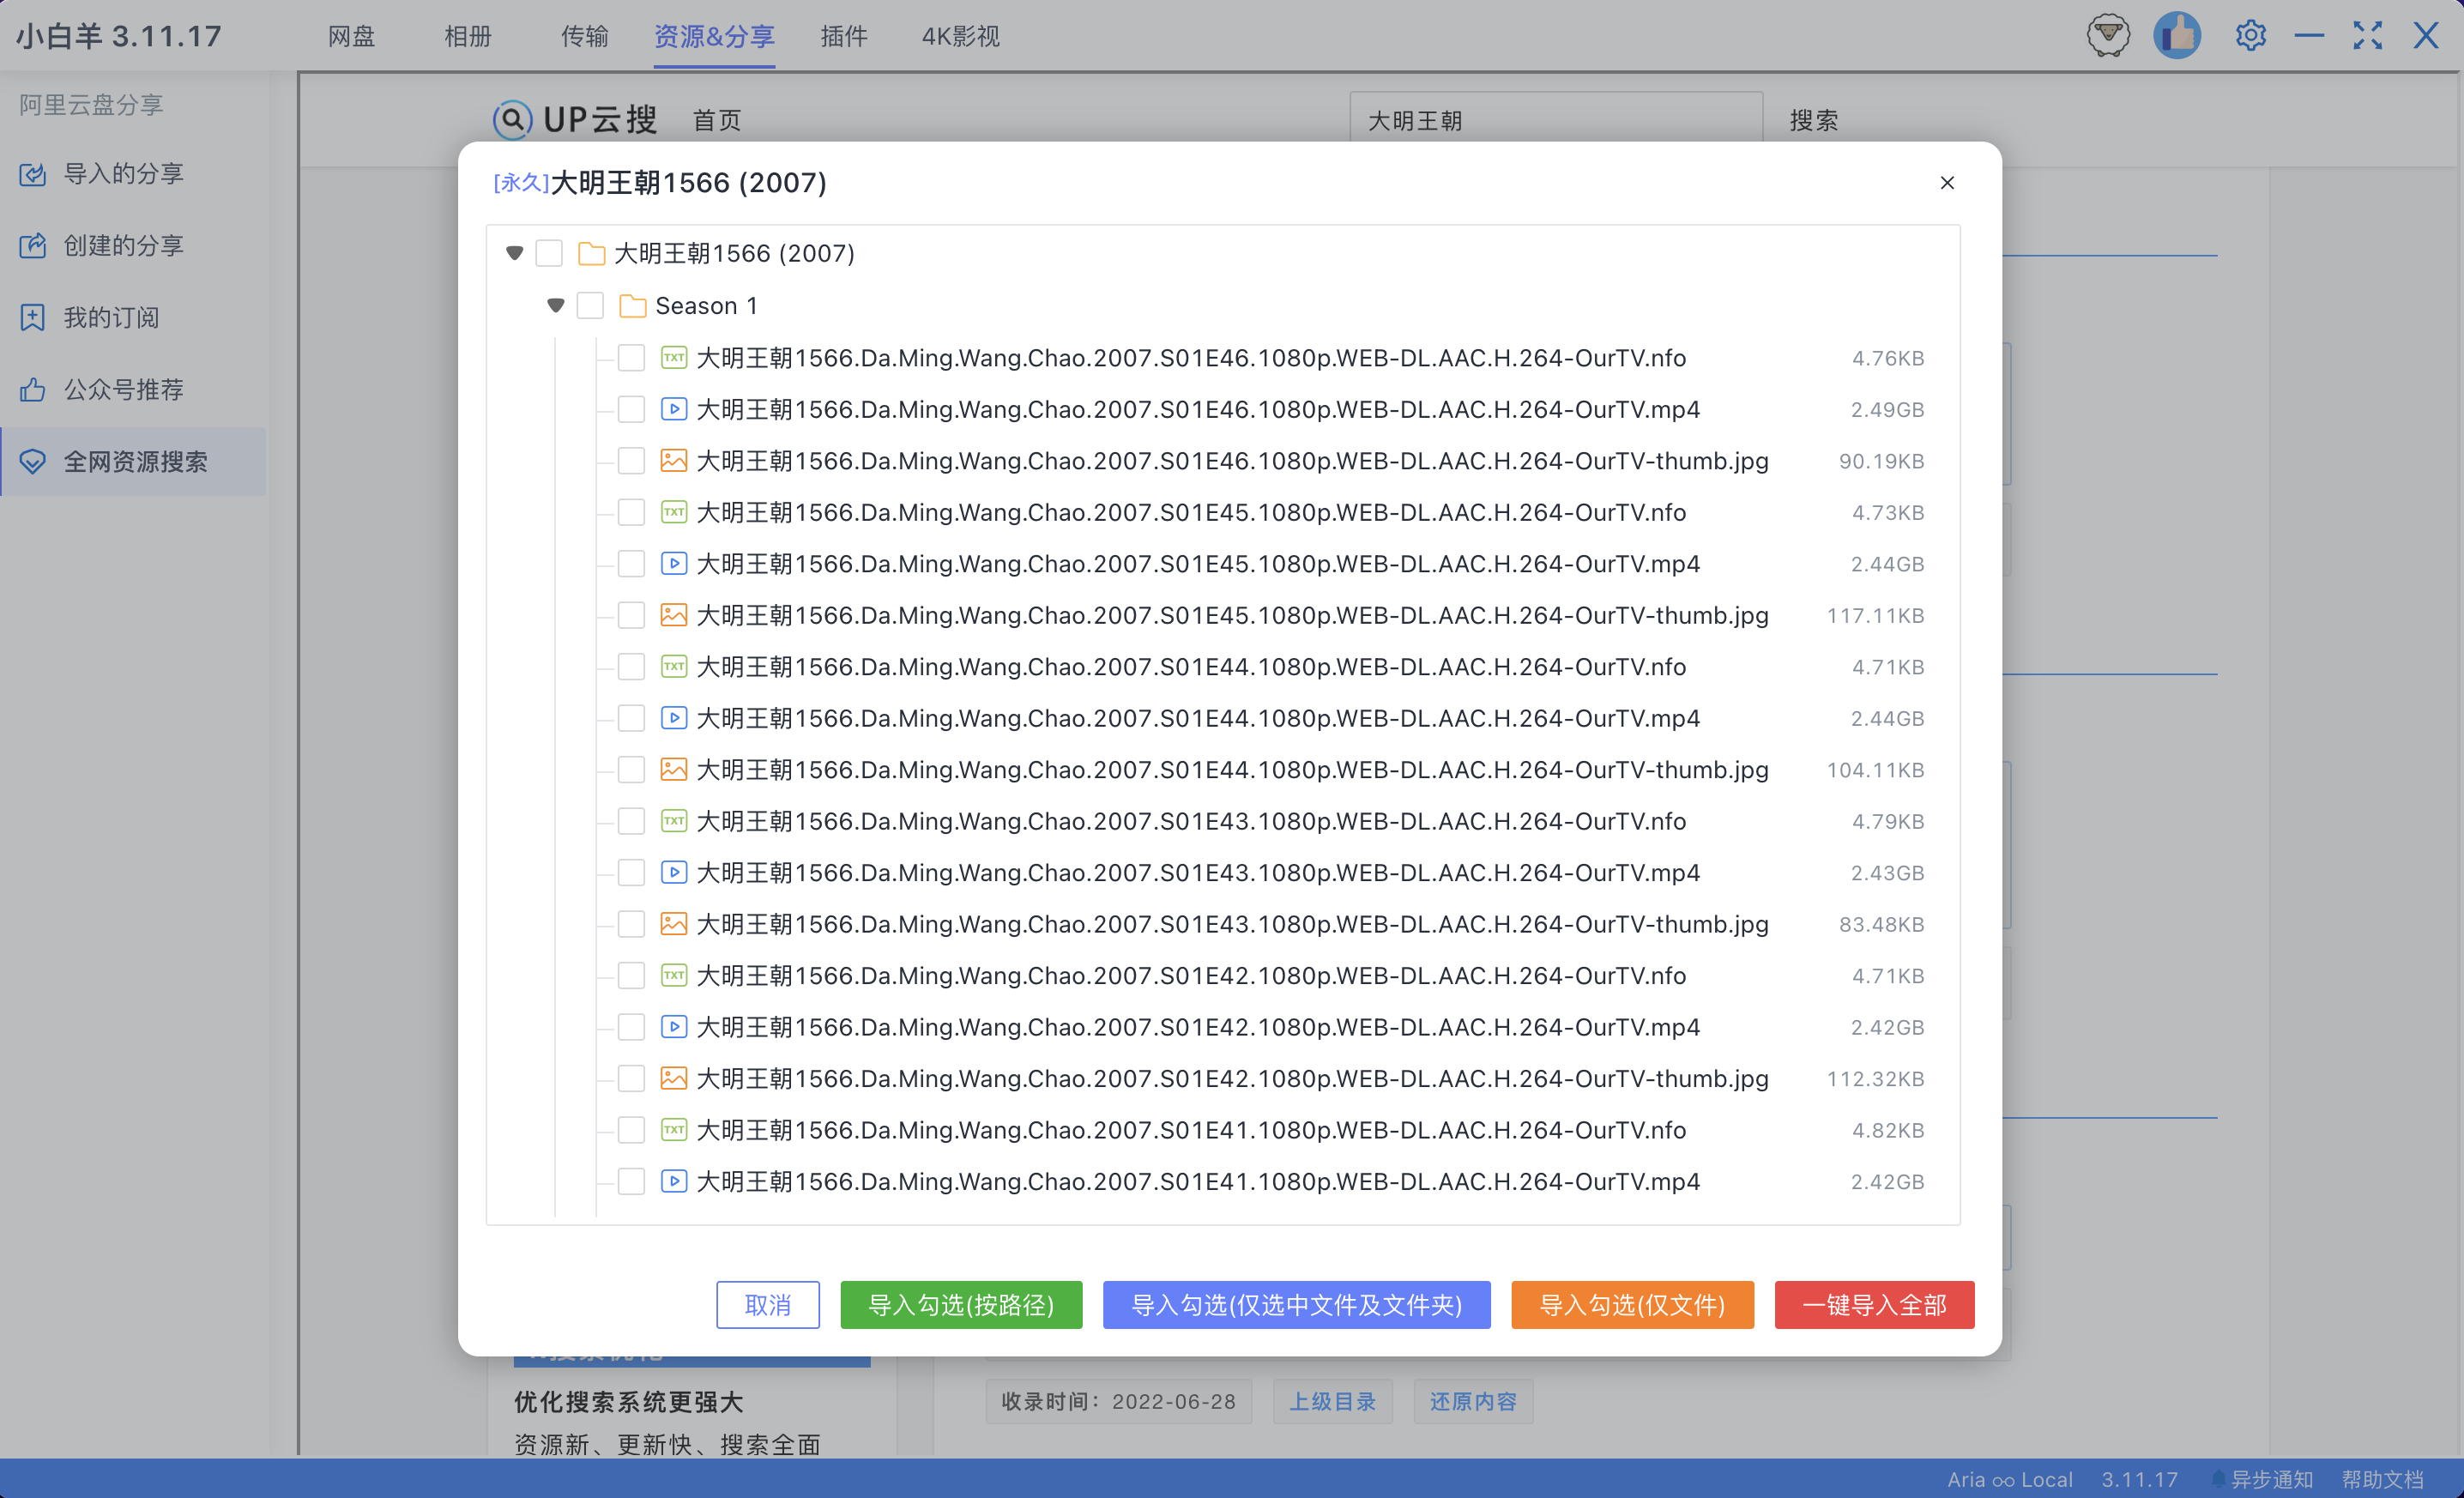 小白羊 3.11.17
网盘 相册 传输 资源&分享 插件 4K影视
阿里云盘分享
导入的分享
创建的分享
我的订阅
公众号推荐
全网资源搜索
UP云搜 首页 大明王朝 搜索
[永久]大明王朝1566 (2007)
大明王朝1566 (2007)
Season 1
TXT 大明王朝1566.Da.Ming.Wang.Chao.2007.S01E46.1080p.WEB-DL.AAC.H.264-OurTV.nfo 4.76KB
大明王朝1566.Da.Ming.Wang.Chao.2007.S01E46.1080p.WEB-DL.AAC.H.264-OurTV.mp4 2.49GB
大明王朝1566.Da.Ming.Wang.Chao.2007.S01E46.1080p.WEB-DL.AAC.H.264-OurTV-thumb.jpg 90.19KB
TXT 大明王朝1566.Da.Ming.Wang.Chao.2007.S01E45.1080p.WEB-DL.AAC.H.264-OurTV.nfo 4.73KB
大明王朝1566.Da.Ming.Wang.Chao.2007.S01E45.1080p.WEB-DL.AAC.H.264-OurTV.mp4 2.44GB
大明王朝1566.Da.Ming.Wang.Chao.2007.S01E45.1080p.WEB-DL.AAC.H.264-OurTV-thumb.jpg 117.11KB
TXT 大明王朝1566.Da.Ming.Wang.Chao.2007.S01E44.1080p.WEB-DL.AAC.H.264-OurTV.nfo 4.71KB
大明王朝1566.Da.Ming.Wang.Chao.2007.S01E44.1080p.WEB-DL.AAC.H.264-OurTV.mp4 2.44GB
大明王朝1566.Da.Ming.Wang.Chao.2007.S01E44.1080p.WEB-DL.AAC.H.264-OurTV-thumb.jpg 104.11KB
TXT 大明王朝1566.Da.Ming.Wang.Chao.2007.S01E43.1080p.WEB-DL.AAC.H.264-OurTV.nfo 4.79KB
大明王朝1566.Da.Ming.Wang.Chao.2007.S01E43.1080p.WEB-DL.AAC.H.264-OurTV.mp4 2.43GB
大明王朝1566.Da.Ming.Wang.Chao.2007.S01E43.1080p.WEB-DL.AAC.H.264-OurTV-thumb.jpg 83.48KB
TXT 大明王朝1566.Da.Ming.Wang.Chao.2007.S01E42.1080p.WEB-DL.AAC.H.264-OurTV.nfo 4.71KB
大明王朝1566.Da.Ming.Wang.Chao.2007.S01E42.1080p.WEB-DL.AAC.H.264-OurTV.mp4 2.42GB
大明王朝1566.Da.Ming.Wang.Chao.2007.S01E42.1080p.WEB-DL.AAC.H.264-OurTV-thumb.jpg 112.32KB
TXT 大明王朝1566.Da.Ming.Wang.Chao.2007.S01E41.1080p.WEB-DL.AAC.H.264-OurTV.nfo 4.82KB
大明王朝1566.Da.Ming.Wang.Chao.2007.S01E41.1080p.WEB-DL.AAC.H.264-OurTV.mp4 2.42GB
取消 导入勾选(按路径) 导入勾选(仅选中文件及文件夹) 导入勾选(仅文件) 一键导入全部
优化搜索系统更强大
资源新、更新快、搜索全面
收录时间：2022-06-28 上级目录 还原内容
Aria Local 3.11.17 异步通知 帮助文档